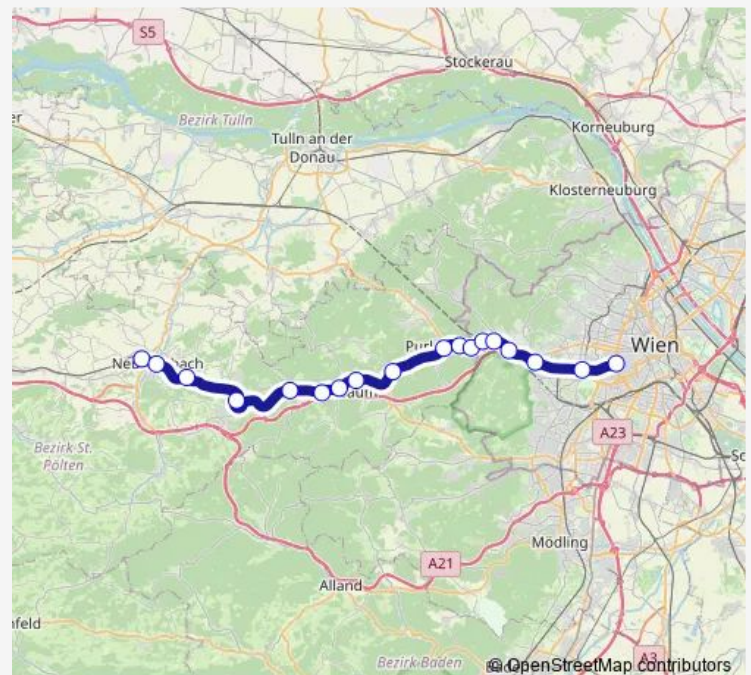 S5
Stockerau
Bezirk Tulln
Tulln an der
Donau
Korneuburg
Klosterneuburg
Wien
A23
Bezirk St.
Pölten
Mödling
A21
Alland
Bezirk Baden
A3
© OpenStreetMap contributors